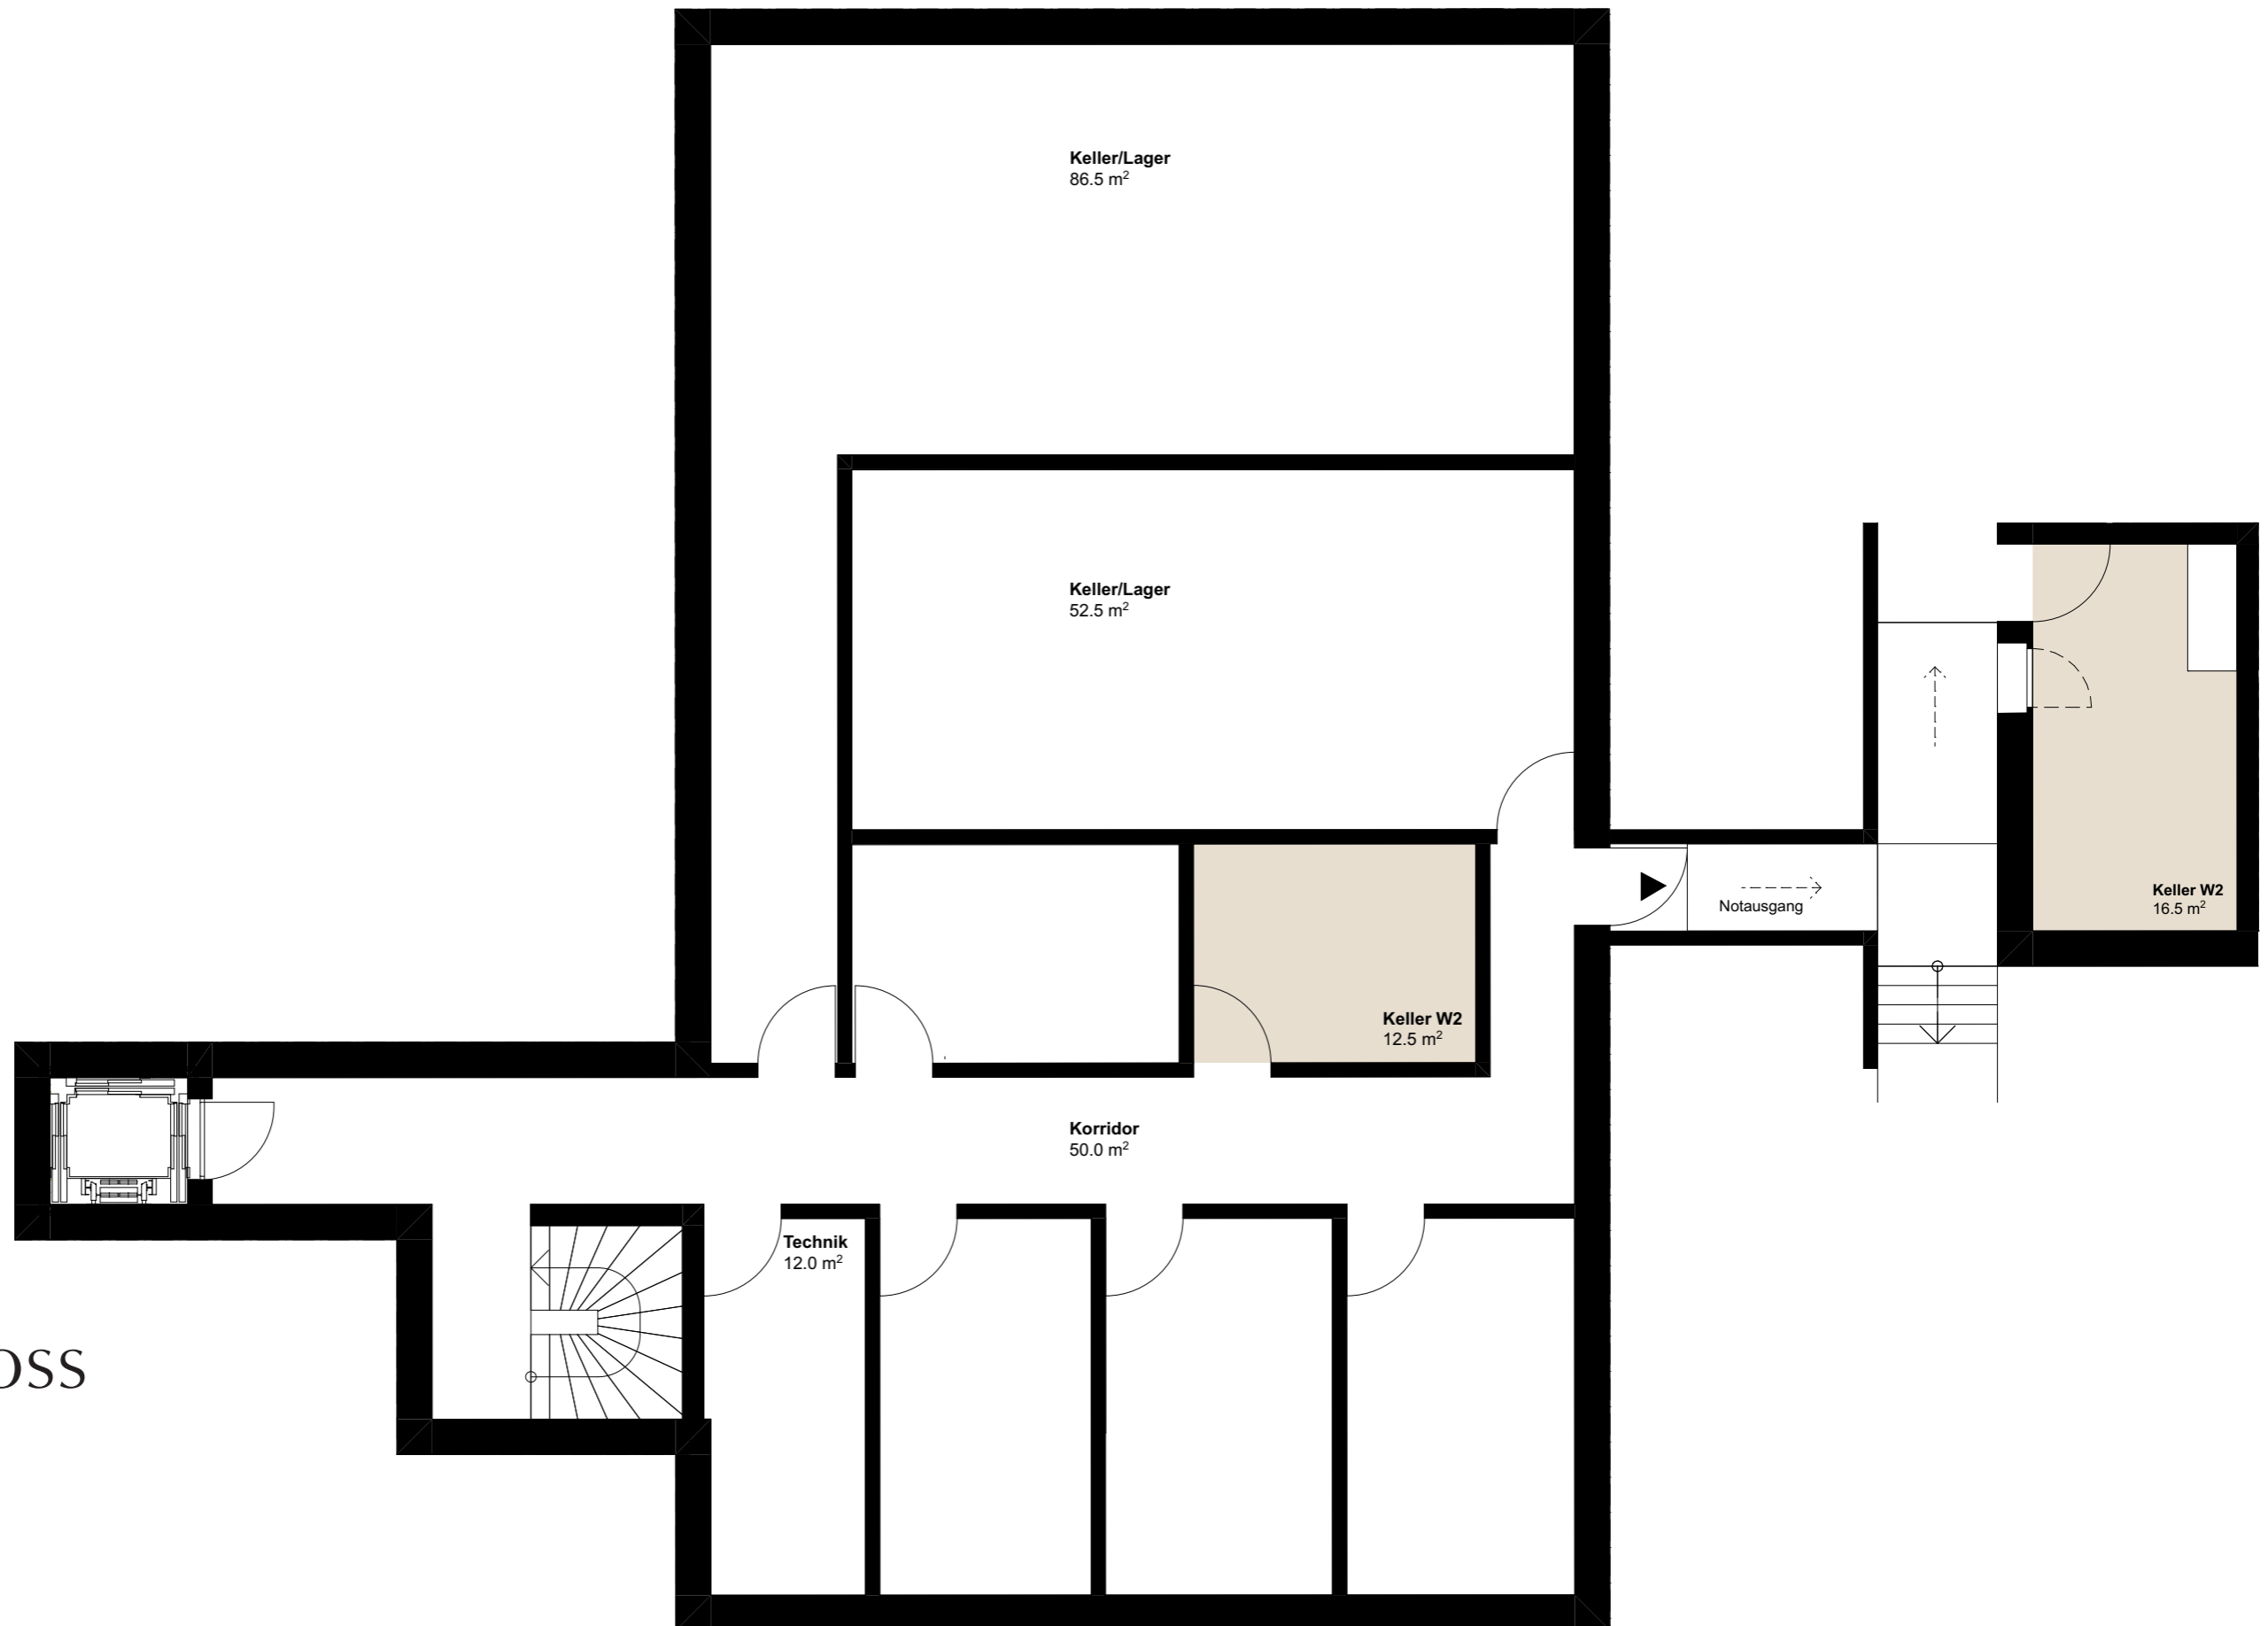 Keller/Lager
86.5 m²
Keller/Lager
52.5 m²
Keller W2
16.5 m²
Notausgang
Keller W2
12.5 m²
Korridor
50.0 m²
Technik
12.0 m²
OSS